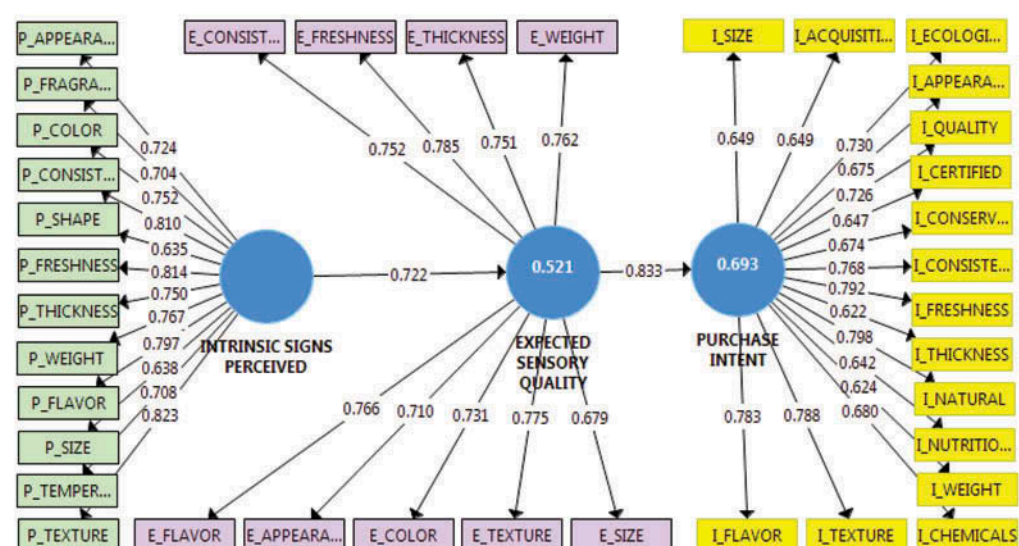 P_APPEARA...
E_CONSIST...
E_FRESHNESS
E_THICKNESS
E_WEIGHT
I_SIZE
I_ACQUISITI...
I_ECOLOGI...
P_FRAGRA...
I_APPEARA...
P_COLOR
I_QUALITY
P_CONSIST...
I_CERTIFIED
P_SHAPE
I_CONSERV...
P_FRESHNESS
I_CONSISTE...
P_THICKNESS
I_FRESHNESS
P_WEIGHT
I_THICKNESS
P_FLAVOR
I_NATURAL
P_SIZE
I_NUTRITIO...
P_TEMPER...
I_WEIGHT
P_TEXTURE
E_FLAVOR
E_APPEARA...
E_COLOR
E_TEXTURE
E_SIZE
I_FLAVOR
I_TEXTURE
I_CHEMICALS
0.724
0.704
0.752
0.810
0.635
0.814
0.750
0.767
0.797
0.638
0.708
0.823
INTRINSIC SIGNS
PERCEIVED
0.722
0.752
0.785
0.751
0.762
0.521
EXPECTED
SENSORY
QUALITY
0.766
0.710
0.731
0.775
0.679
0.833
0.649
0.649
0.693
PURCHASE
INTENT
0.730
0.675
0.726
0.647
0.674
0.768
0.792
0.622
0.798
0.642
0.624
0.680
0.783
0.788